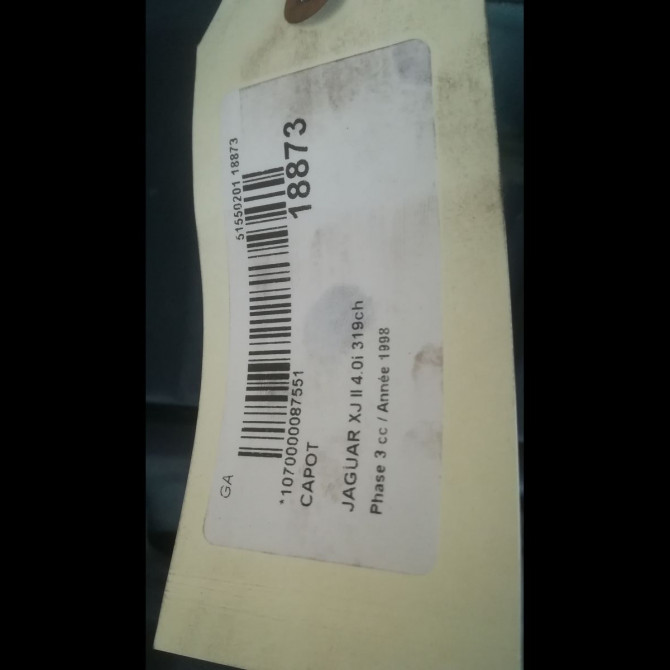 GA
51550201 18873
*1070000087551
18873
CAPOT
JAGUAR XJ II 4.0i 319ch
Phase 3 cc / Année 1998